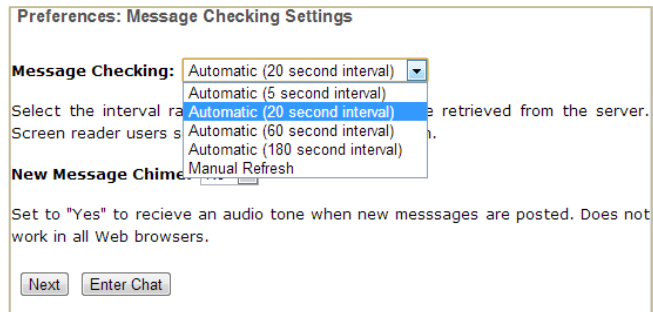 Preferences: Message Checking Settings
Message Checking: Automatic (20 second interval)
Automatic (5 second interval)
Select the interval ra Automatic (20 second interval) e retrieved from the server.
Screen reader users s Automatic (60 second interval) n.
Automatic (180 second interval)
New Message Chime: Manual Refresh
Set to "Yes" to recieve an audio tone when new messsages are posted. Does not
work in all Web browsers.
Next Enter Chat